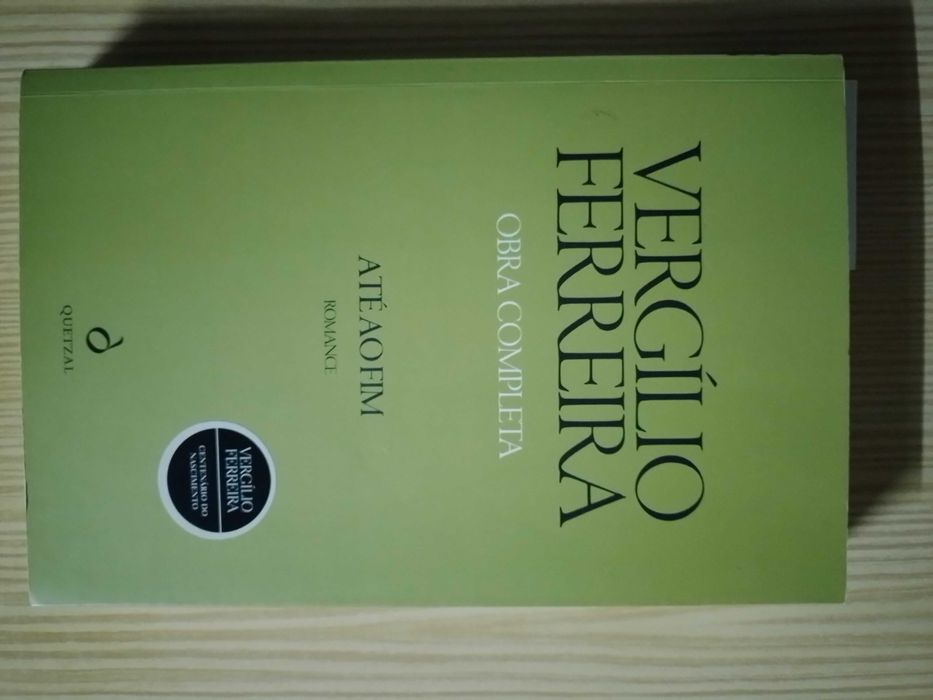 VERGÍLIO
FERREIRA
OBRA COMPLETA
ATÉ AO FIM
ROMANCE
VERGÍLIO
FERREIRA
CENTENÁRIO DO
NASCIMENTO
QUETZAL